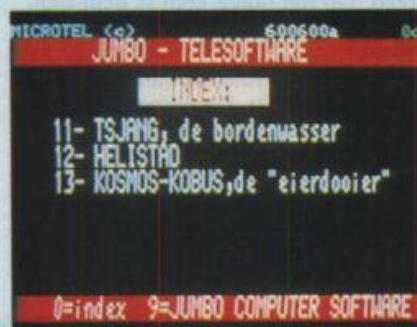 MICROTEL (c) 600600a 0c
JUMBO - TELESOFTWARE
INDEX:
11- TSJANG, de bordenwasser
12- HELISTAD
13- KOSMOS-KOBUS,de "eierdooier"
0=index 9=JUMBO COMPUTER SOFTWARE